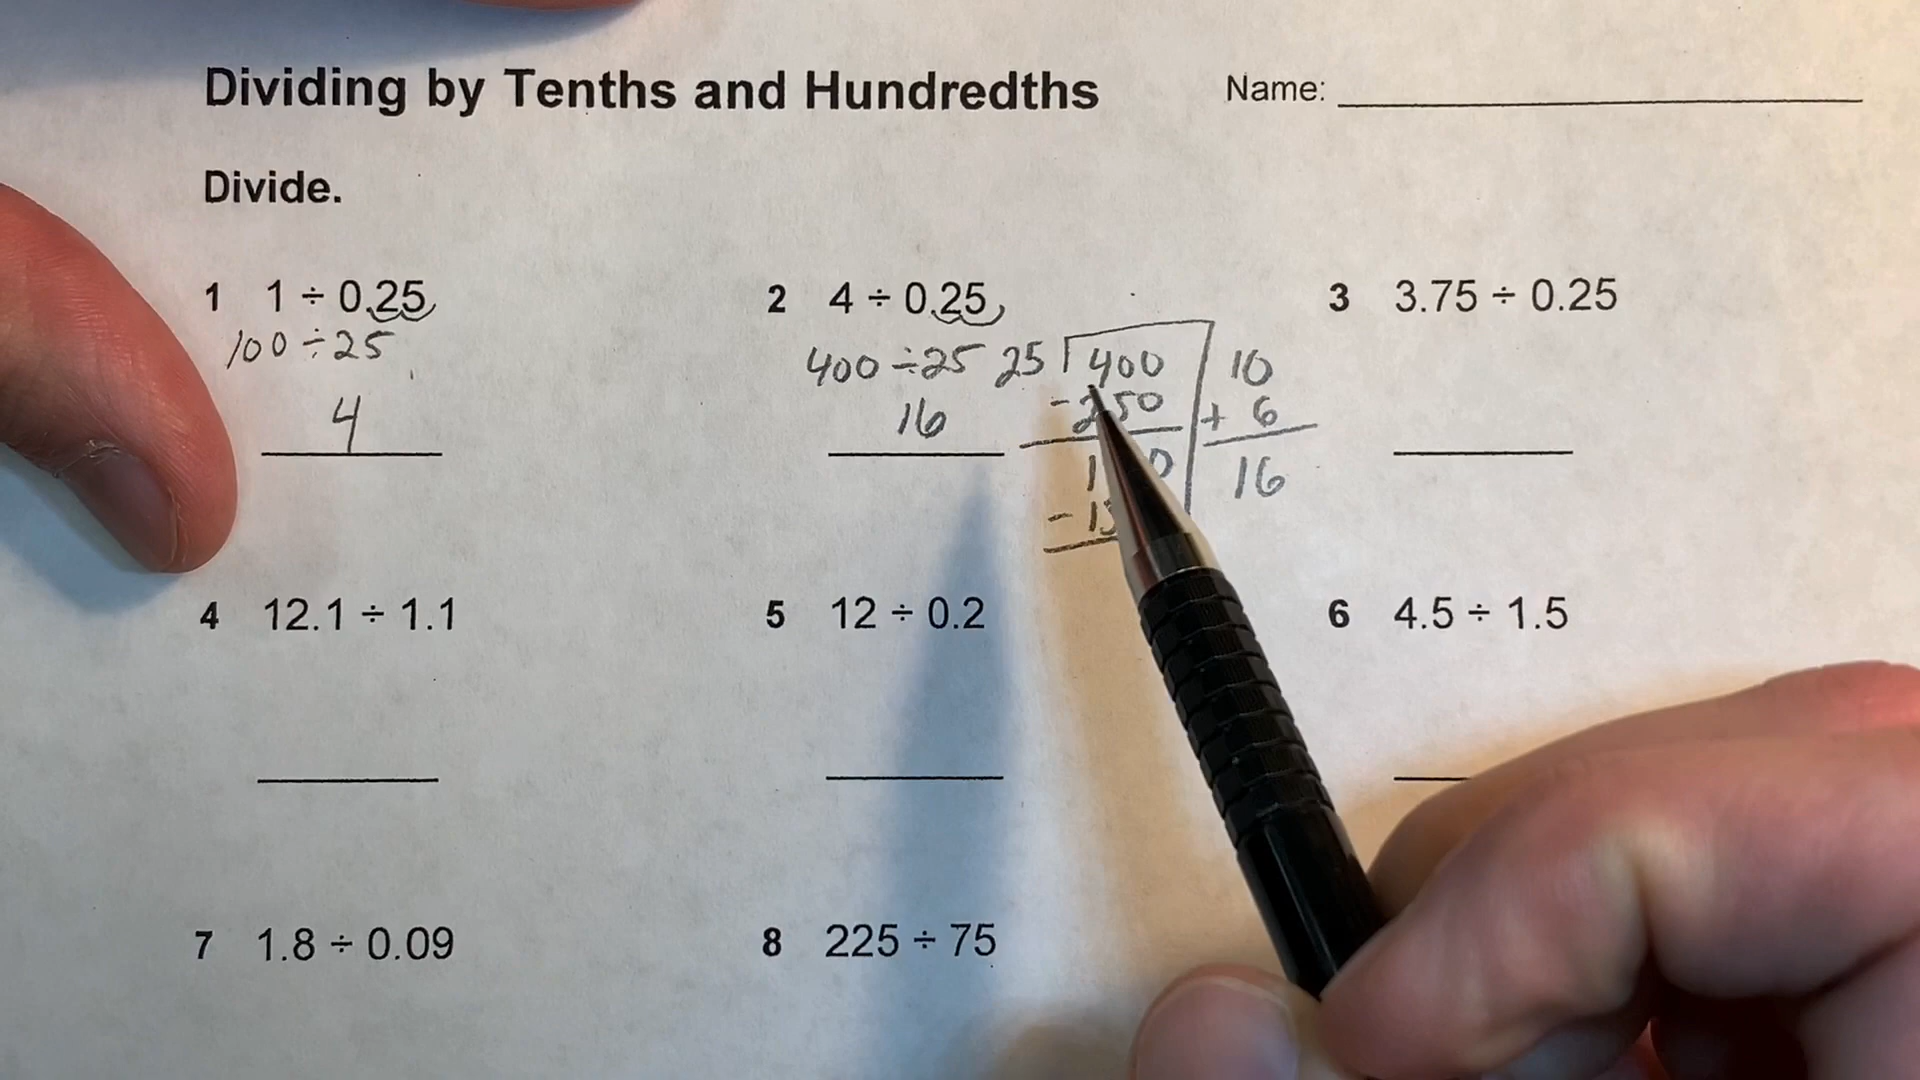 Dividing by Tenths and Hundredths Name:
Divide.
1 1 ÷ 0.25
100 ÷ 25
4
2 4 ÷ 0.25
400 ÷ 25
16
25 400 10
- 250 + 6
16
3 3.75 ÷ 0.25
4 12.1 ÷ 1.1
5 12 ÷ 0.2
6 4.5 ÷ 1.5
7 1.8 ÷ 0.09
8 225 ÷ 75